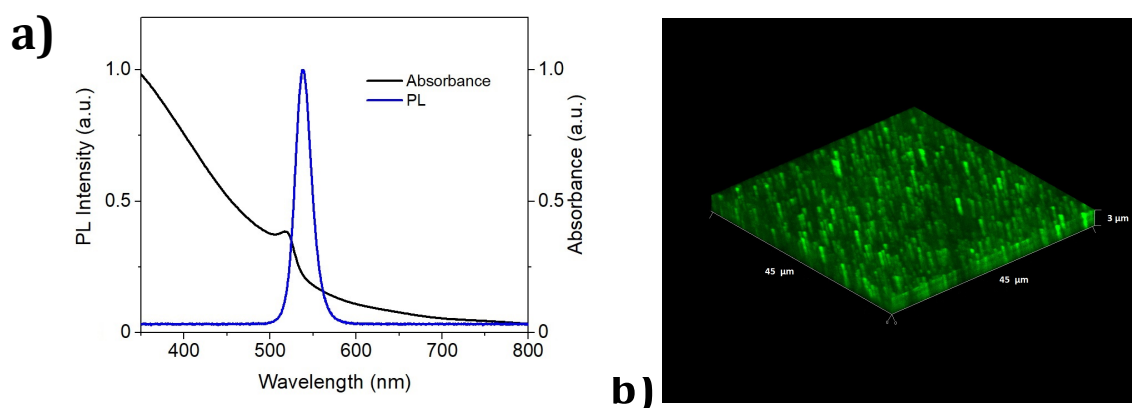 a)
1.0
0.5
0
PL Intensity (a.u.)
400 500 600 700 800
Wavelength (nm)
Absorbance
PL
1.0
0.5
0
Absorbance (a.u.)
b)
45 μm
45 μm
3 μm